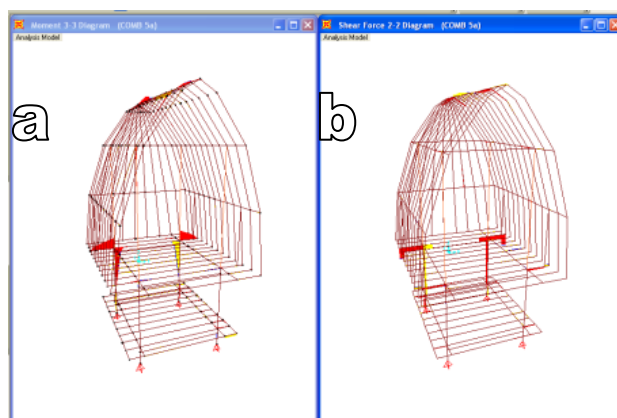 Moment 3-3 Diagram (COMB 5a)
Analysis Model
a
Shear Force 2-2 Diagram (COMB 5a)
Analysis Model
b